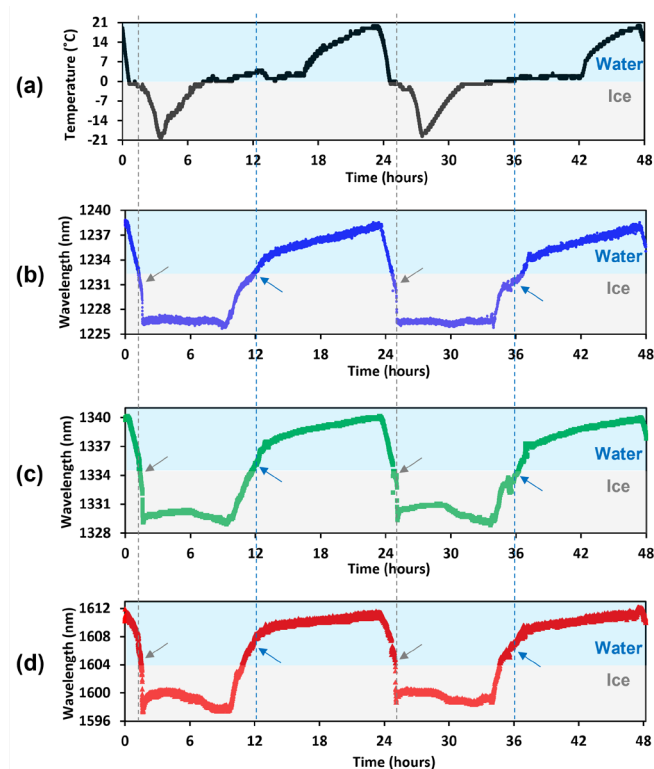 (a)
Temperature (°C)
21
14
7
0
-7
-14
-21
Water
Ice
0 6 12 18 24 30 36 42 48
Time (hours)
(b)
Wavelength (nm)
1240
1237
1234
1231
1228
1225
Water
Ice
0 6 12 18 24 30 36 42 48
Time (hours)
(c)
Wavelength (nm)
1340
1337
1334
1331
1328
Water
Ice
0 6 12 18 24 30 36 42 48
Time (hours)
(d)
Wavelength (nm)
1612
1608
1604
1600
1596
Water
Ice
0 6 12 18 24 30 36 42 48
Time (hours)